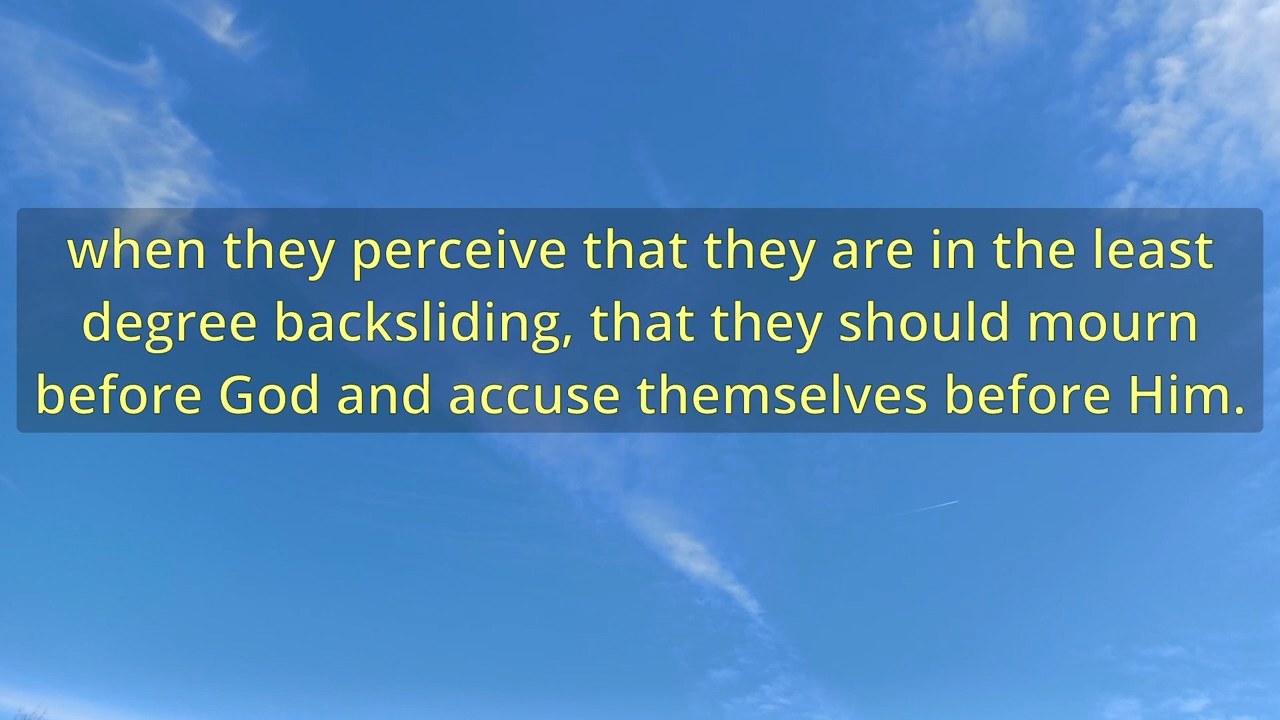 when they perceive that they are in the least
degree backsliding, that they should mourn
before God and accuse themselves before Him.